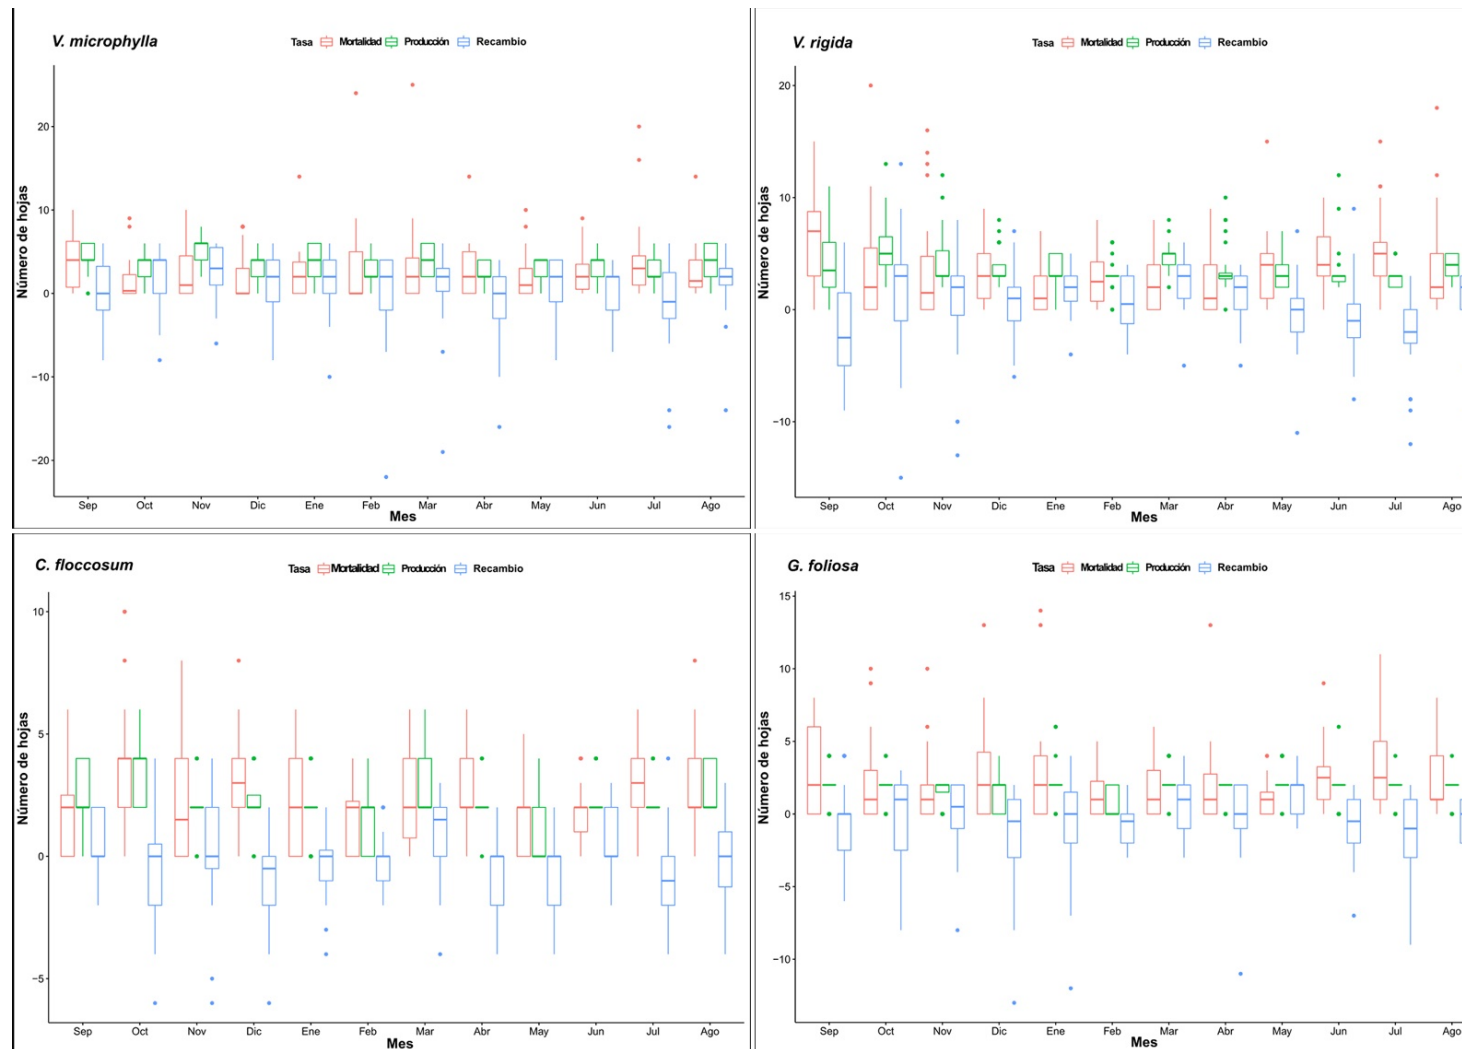 V. microphylla
Tasa Mortalidad Producción Recambio
Número de hojas
20
10
0
−10
−20
Sep Oct Nov Dic Ene Feb Mar Abr May Jun Jul Ago
Mes
V. rigida
Tasa Mortalidad Producción Recambio
Número de hojas
20
10
0
−10
Sep Oct Nov Dic Ene Feb Mar Abr May Jun Jul Ago
Mes
C. floccosum
Tasa Mortalidad Producción Recambio
Número de hojas
10
5
0
−5
Sep Oct Nov Dic Ene Feb Mar Abr May Jun Jul Ago
Mes
G. foliosa
Tasa Mortalidad Producción Recambio
Número de hojas
15
10
5
0
−5
−10
Sep Oct Nov Dic Ene Feb Mar Abr May Jun Jul Ago
Mes